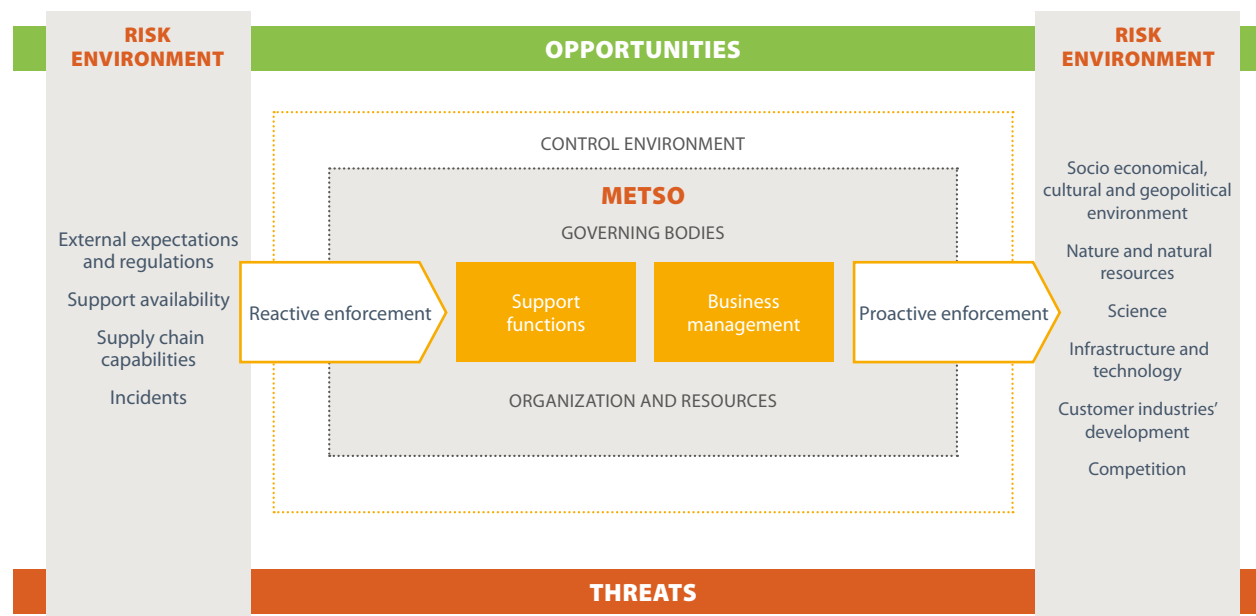 RISK
ENVIRONMENT
OPPORTUNITIES
RISK
ENVIRONMENT
External expectations
and regulations
Support availability
Supply chain
capabilities
Incidents
CONTROL ENVIRONMENT
METSO
GOVERNING BODIES
Reactive enforcement
Support
functions
Business
management
Proactive enforcement
ORGANIZATION AND RESOURCES
Socio economical,
cultural and geopolitical
environment
Nature and natural
resources
Science
Infrastructure and
technology
Customer industries’
development
Competition
THREATS